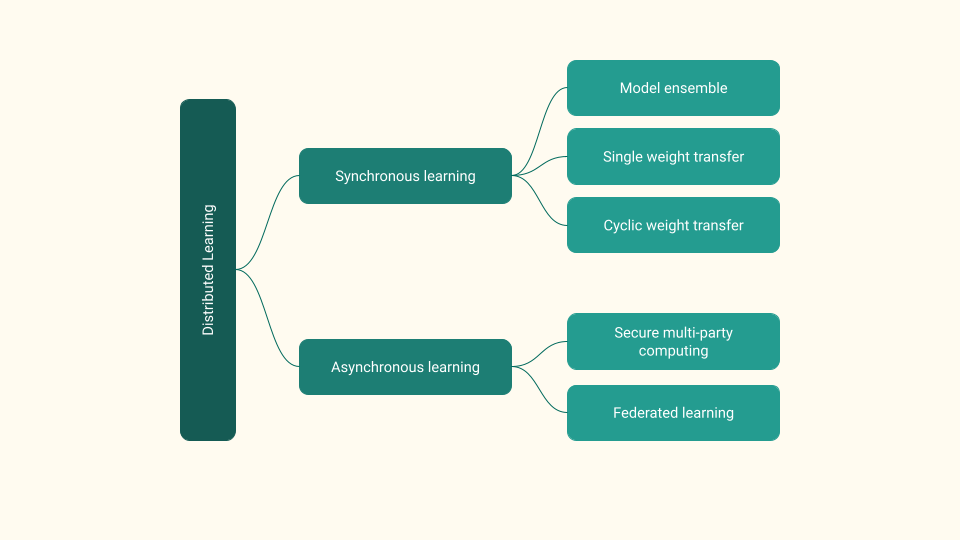 Distributed Learning
Synchronous learning
Model ensemble
Single weight transfer
Cyclic weight transfer
Asynchronous learning
Secure multi-party
computing
Federated learning